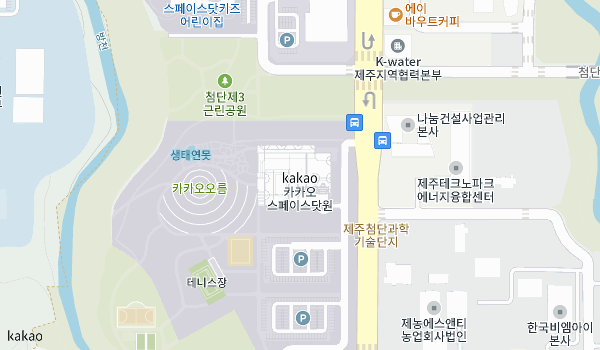 스페이스닷키즈
어린이집
에이
바우트커피
방천
K-water
제주지역협력본부
첨단
첨단제3
근린공원
나눔건설사업관리
본사
생태연못
카카오오름
kakao
카카오
스페이스닷원
제주테크노파크
에너지융합센터
제주첨단과학
기술단지
테니스장
제농에스앤티
농업회사법인
한국비엠아이
본사
kakao